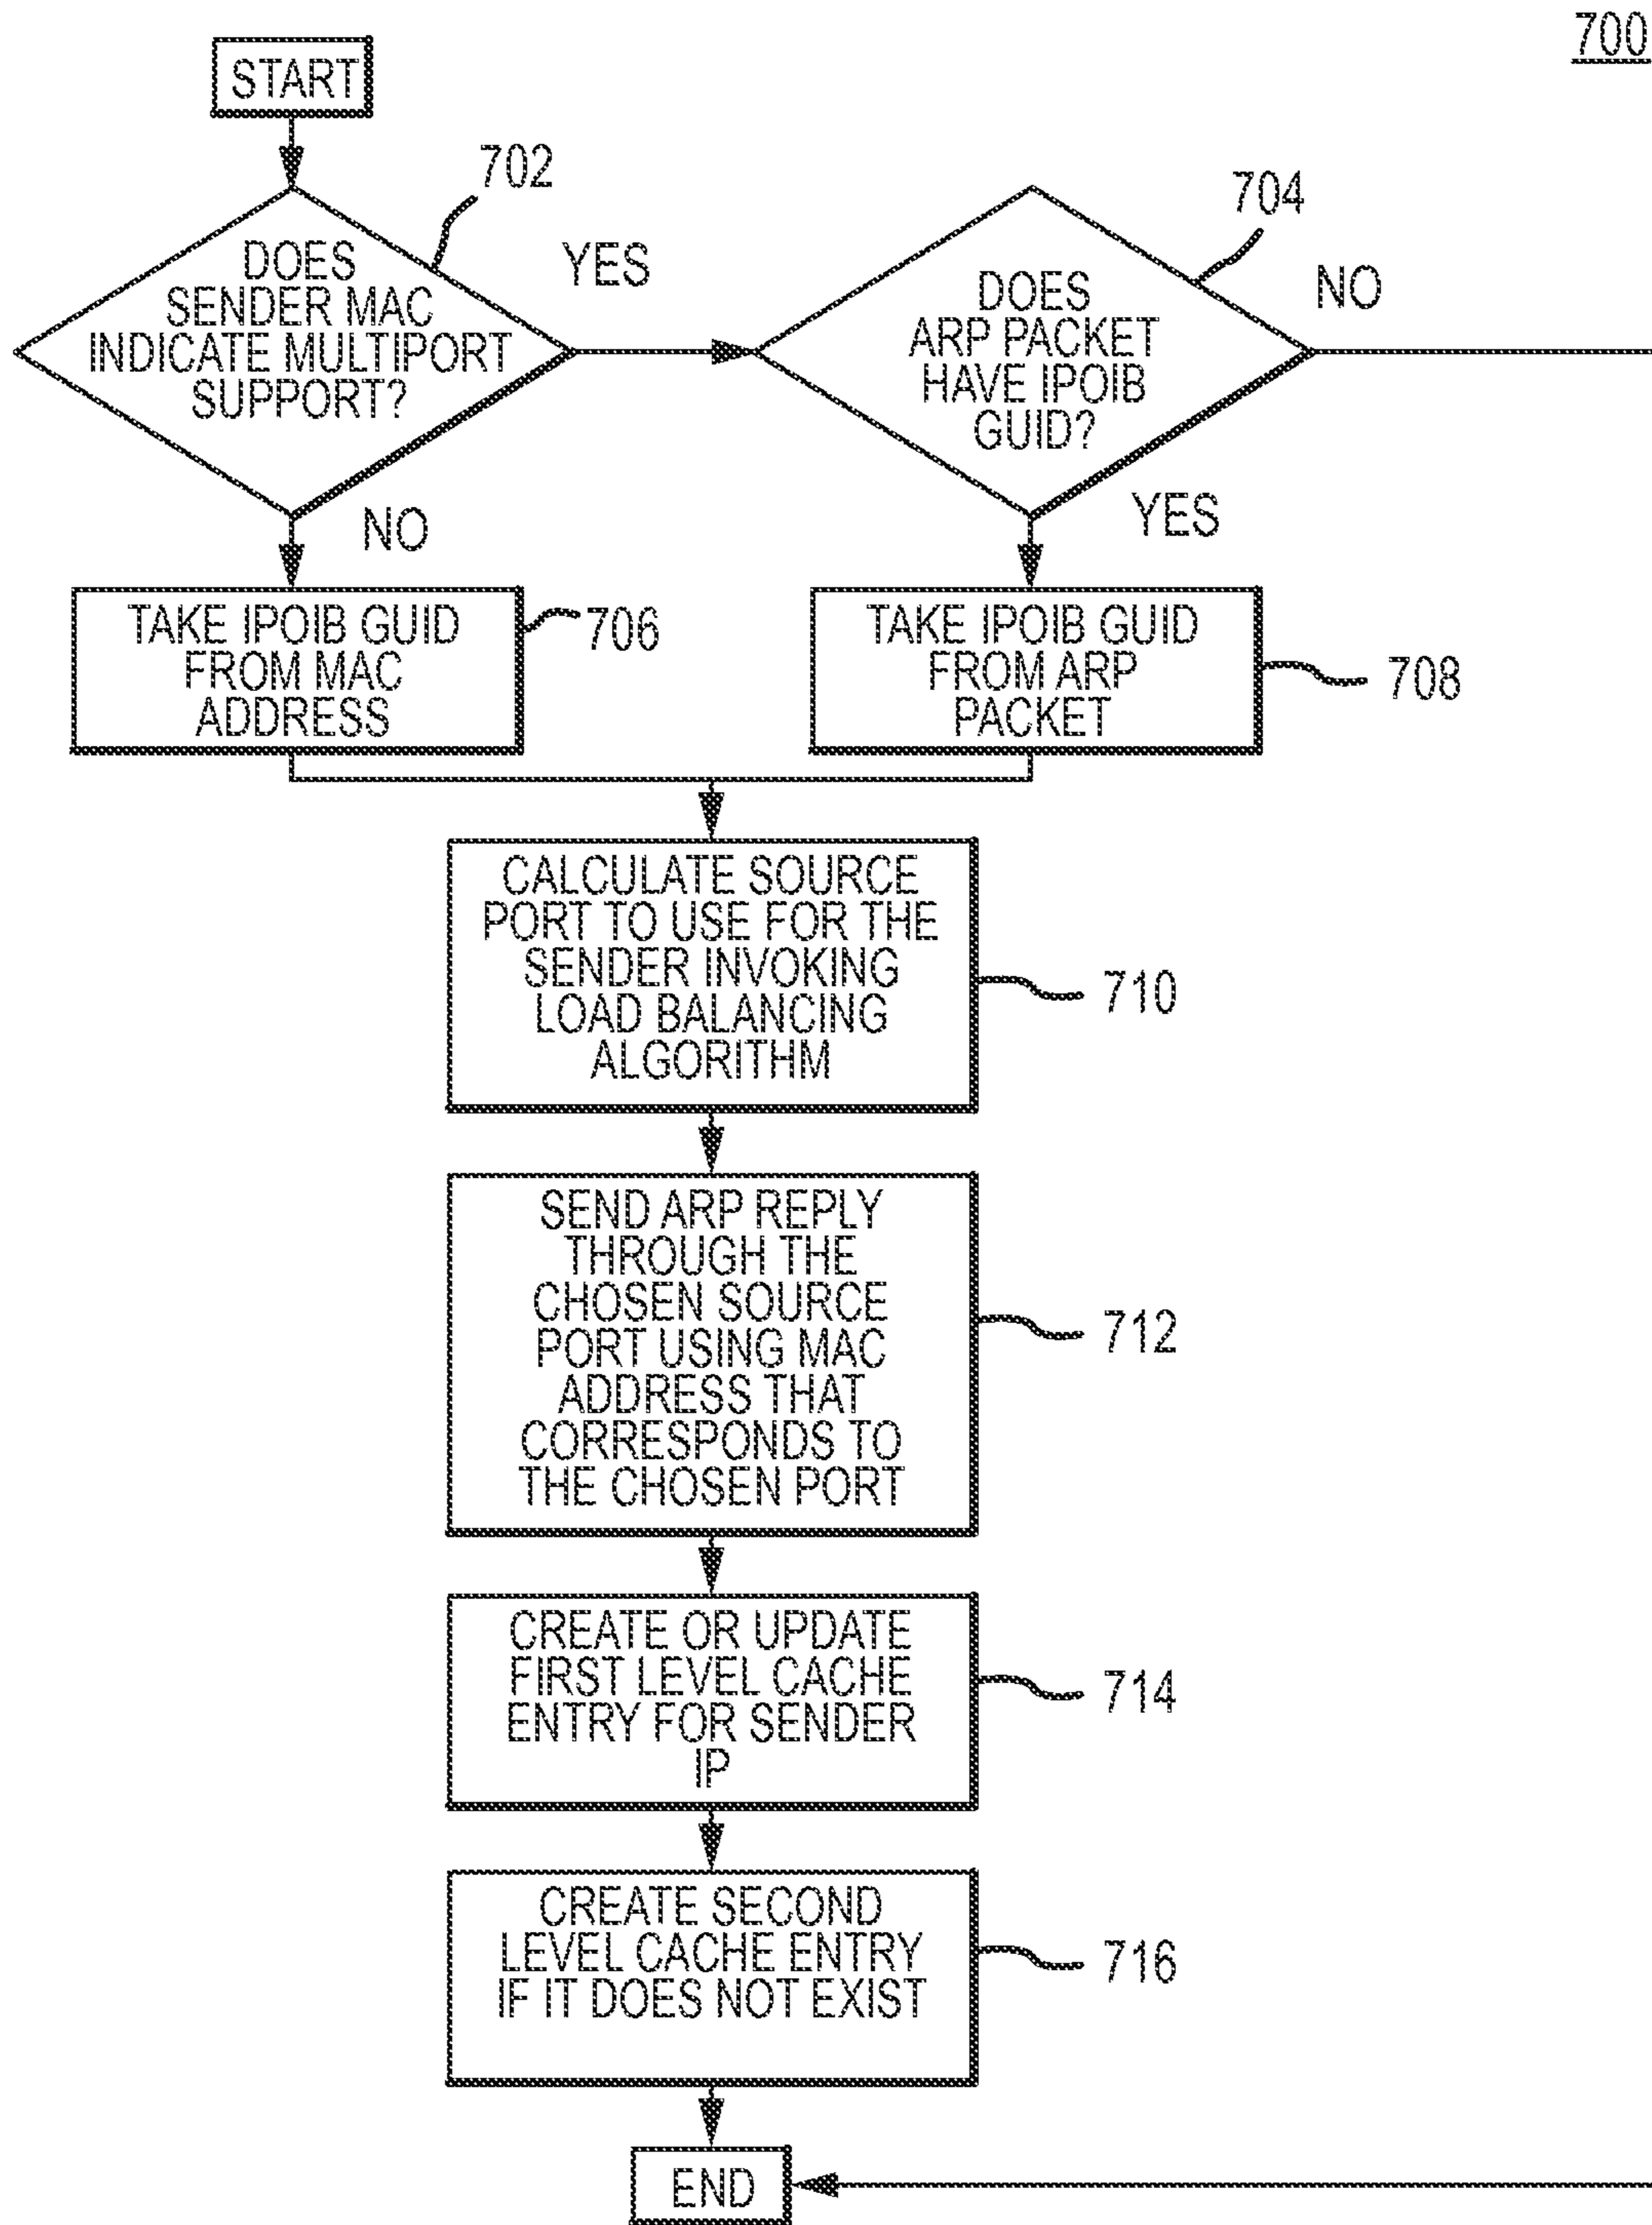 700
START
702
DOES
SENDER MAC
INDICATE MULTIPORT
SUPPORT?
YES
704
DOES
ARP PACKET
HAVE IPOIB
GUID?
NO
NO
YES
TAKE IPOIB GUID
FROM MAC
ADDRESS
706
TAKE IPOIB GUID
FROM ARP
PACKET
708
CALCULATE SOURCE
PORT TO USE FOR THE
SENDER INVOKING
LOAD BALANCING
ALGORITHM
710
SEND ARP REPLY
THROUGH THE
CHOSEN SOURCE
PORT USING MAC
ADDRESS THAT
CORRESPONDS TO
THE CHOSEN PORT
712
CREATE OR UPDATE
FIRST LEVEL CACHE
ENTRY FOR SENDER
IP
714
CREATE SECOND
LEVEL CACHE ENTRY
IF IT DOES NOT EXIST
716
END